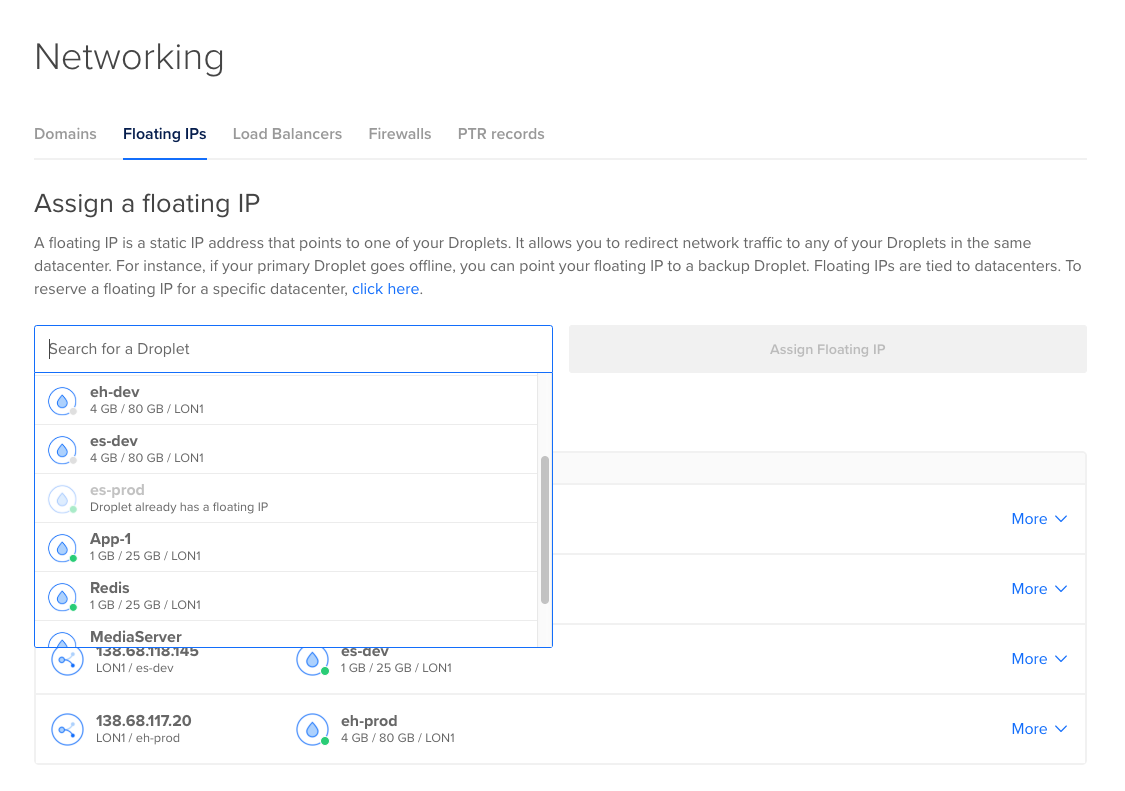 Networking
Domains
Floating IPs
Load Balancers
Firewalls
PTR records
Assign a floating IP
A floating IP is a static IP address that points to one of your Droplets. It allows you to redirect network traffic to any of your Droplets in the same
datacenter. For instance, if your primary Droplet goes offline, you can point your floating IP to a backup Droplet. Floating IPs are tied to datacenters. To
reserve a floating IP for a specific datacenter, click here.
Search for a Droplet
Assign Floating IP
eh-dev
4 GB / 80 GB / LON1
es-dev
4 GB / 80 GB / LON1
es-prod
Droplet already has a floating IP
App-1
1 GB / 25 GB / LON1
Redis
1 GB / 25 GB / LON1
MediaServer
More
More
138.68.118.145
LON1 / es-dev
es-dev
1 GB / 25 GB / LON1
More
138.68.117.20
LON1 / eh-prod
eh-prod
4 GB / 80 GB / LON1
More